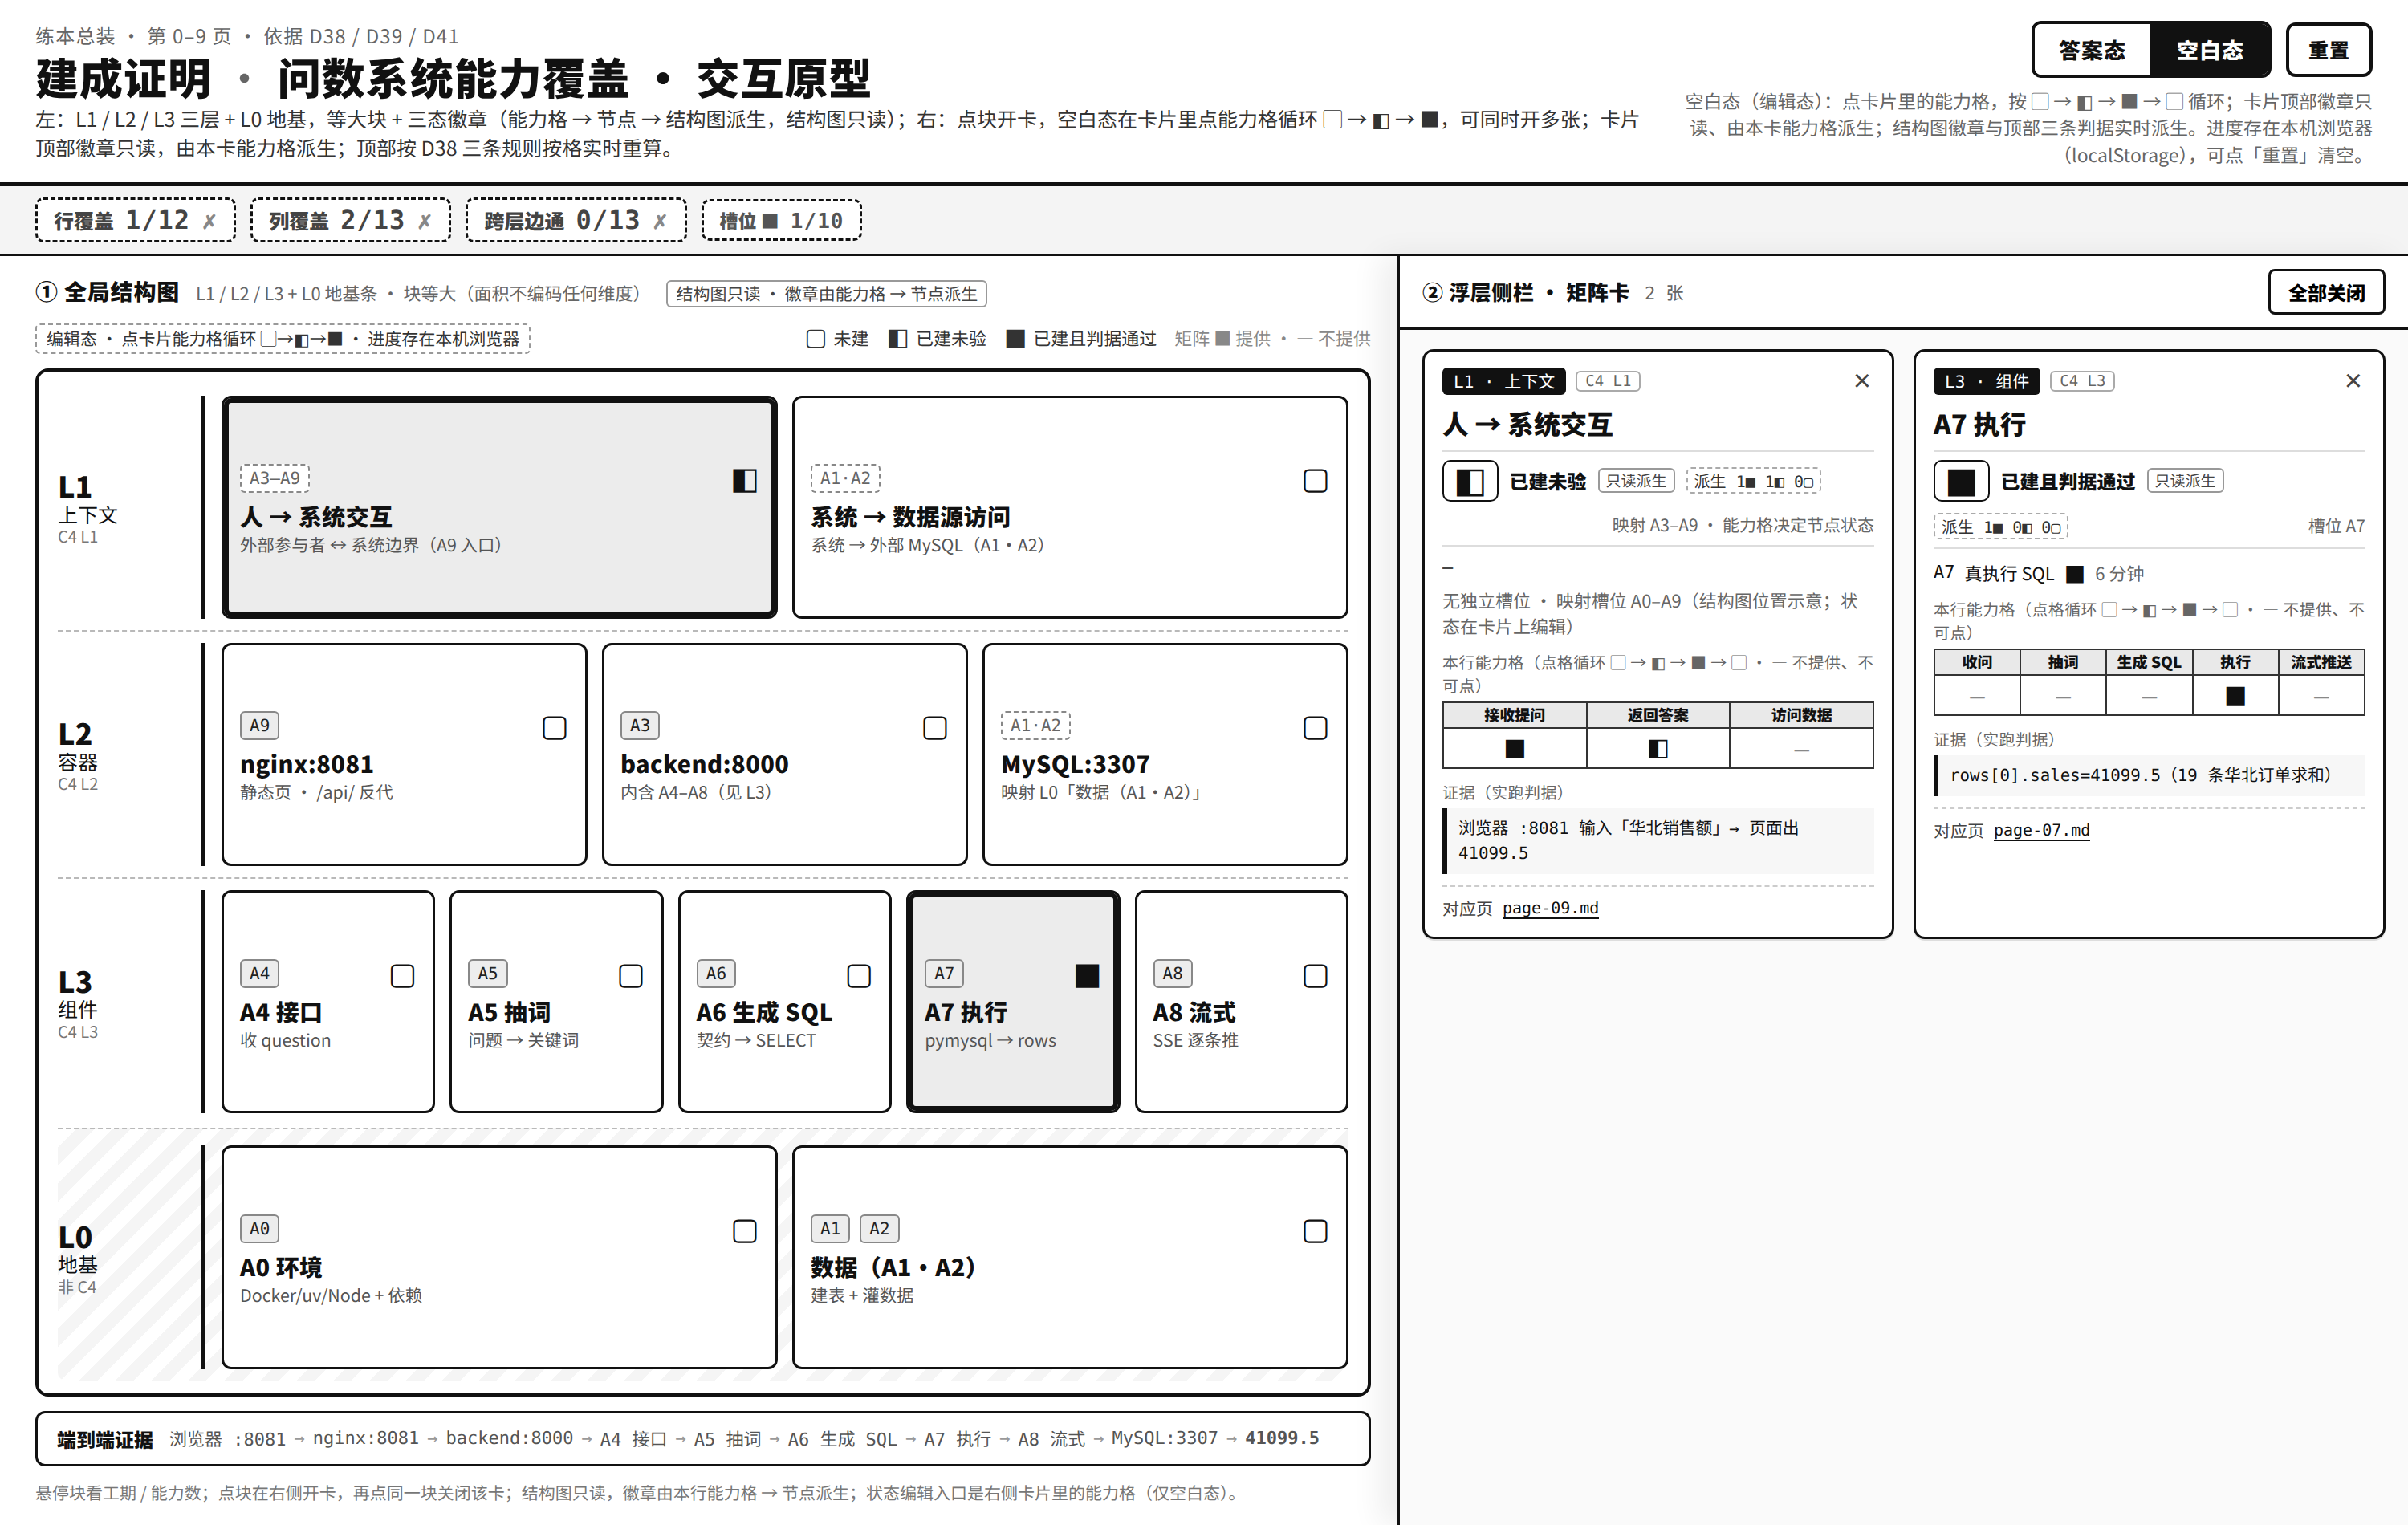 练本总装 · 第 0–9 页 · 依据 D38 / D39 / D41
建成证明 · 问数系统能力覆盖 · 交互原型
左：L1 / L2 / L3 三层 + L0 地基，等大块 + 三态徽章（能力格 → 节点 → 结构图派生，结构图只读）；右：点块开卡，空白态在卡片里点能力格循环 ▢ → ◧ → ■，可同时开多张；卡片
顶部徽章只读，由本卡能力格派生；顶部按 D38 三条规则按格实时重算。
答案态 空白态 重置
空白态（编辑态）：点卡片里的能力格，按 ▢ → ◧ → ■ → ▢ 循环；卡片顶部徽章只
读、由本卡能力格派生；结构图徽章与顶部三条判据实时派生。进度存在本机浏览器
（localStorage），可点「重置」清空。
行覆盖 1/12 ✗ 列覆盖 2/13 ✗ 跨层边通 0/13 ✗ 槽位 ■ 1/10
① 全局结构图 L1 / L2 / L3 + L0 地基条 · 块等大（面积不编码任何维度） 结构图只读 · 徽章由能力格 → 节点派生
编辑态 · 点卡片能力格循环 ▢→◧→■ · 进度存在本机浏览器
▢ 未建 ◧ 已建未验 ■ 已建且判据通过 矩阵 ■ 提供 · — 不提供
L1
上下文
C4 L1
A3–A9 ◧
人 → 系统交互
外部参与者 ↔ 系统边界（A9 入口）
A1·A2 ▢
系统 → 数据源访问
系统 → 外部 MySQL（A1·A2）
L2
容器
C4 L2
A9 ▢
nginx:8081
静态页 · /api/ 反代
A3 ▢
backend:8000
内含 A4–A8（见 L3）
A1·A2 ▢
MySQL:3307
映射 L0「数据（A1·A2）」
L3
组件
C4 L3
A4 ▢
A4 接口
收 question
A5 ▢
A5 抽词
问题 → 关键词
A6 ▢
A6 生成 SQL
契约 → SELECT
A7 ■
A7 执行
pymysql → rows
A8 ▢
A8 流式
SSE 逐条推
L0
地基
非 C4
A0 ▢
A0 环境
Docker/uv/Node + 依赖
A1 A2 ▢
数据（A1·A2）
建表 + 灌数据
端到端证据 浏览器 :8081 → nginx:8081 → backend:8000 → A4 接口 → A5 抽词 → A6 生成 SQL → A7 执行 → A8 流式 → MySQL:3307 → 41099.5
悬停块看工期 / 能力数；点块在右侧开卡，再点同一块关闭该卡；结构图只读，徽章由本行能力格 → 节点派生；状态编辑入口是右侧卡片里的能力格（仅空白态）。
② 浮层侧栏 · 矩阵卡 2 张 全部关闭
L1 · 上下文 C4 L1 ✕
人 → 系统交互
◧ 已建未验 只读派生 派生 1■ 1◧ 0▢
映射 A3–A9 · 能力格决定节点状态
—
无独立槽位 · 映射槽位 A0–A9（结构图位置示意；状
态在卡片上编辑）
本行能力格（点格循环 ▢ → ◧ → ■ → ▢ · — 不提供、不
可点）
接收提问 返回答案 访问数据
■ ◧ —
证据（实跑判据）
浏览器 :8081 输入「华北销售额」→ 页面出
41099.5
对应页 page-09.md
L3 · 组件 C4 L3 ✕
A7 执行
■ 已建且判据通过 只读派生
派生 1■ 0◧ 0▢ 槽位 A7
A7 真执行 SQL ■ 6 分钟
本行能力格（点格循环 ▢ → ◧ → ■ → ▢ · — 不提供、不
可点）
收问 抽词 生成 SQL 执行 流式推送
— — — ■ —
证据（实跑判据）
rows[0].sales=41099.5（19 条华北订单求和）
对应页 page-07.md